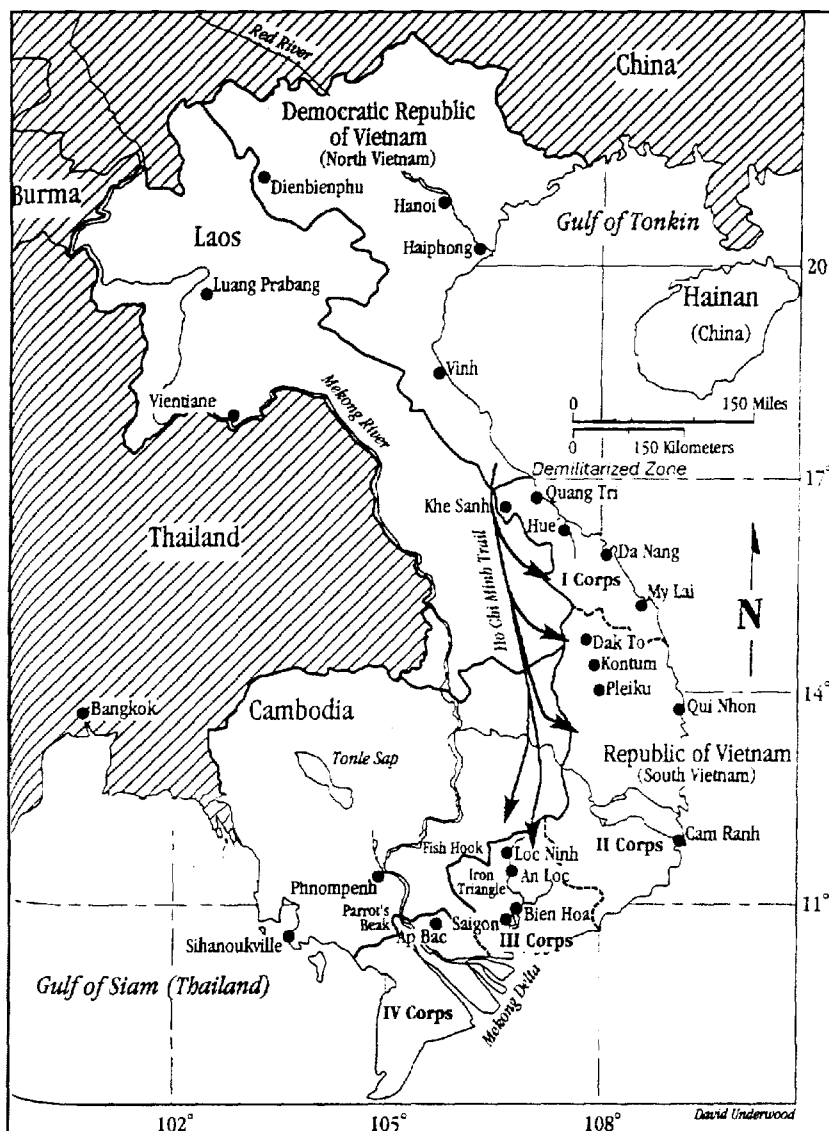 Red River
China
Democratic Republic
of Vietnam
(North Vietnam)
Burma
Dienbienphu
Hanoi
Gulf of Tonkin
Laos
Haiphong
20
Luang Prabang
Hainan
(China)
Vinh
Vientiane
Mekong River
0 150 Miles
0 150 Kilometers
Demilitarized Zone
17°
Quang Tri
Khe Sanh
Hue
Thailand
Da Nang
Ho Chi Minh Trail
I Corps
My Lai
N
Dak To
Kontum
Pleiku
14°
Bangkok
Cambodia
Qui Nhon
Tonle Sap
Republic of Vietnam
(South Vietnam)
Cam Ranh
II Corps
Fish Hook
Loc Ninh
Iron
Triangle
An Loc
Phnompenh
Parrot's
Beak
Bien Hoa
11°
Saigon
Ap Bac
III Corps
Sihanoukville
Gulf of Siam (Thailand)
Mekong Delta
IV Corps
102°
105°
108°
David Underwood